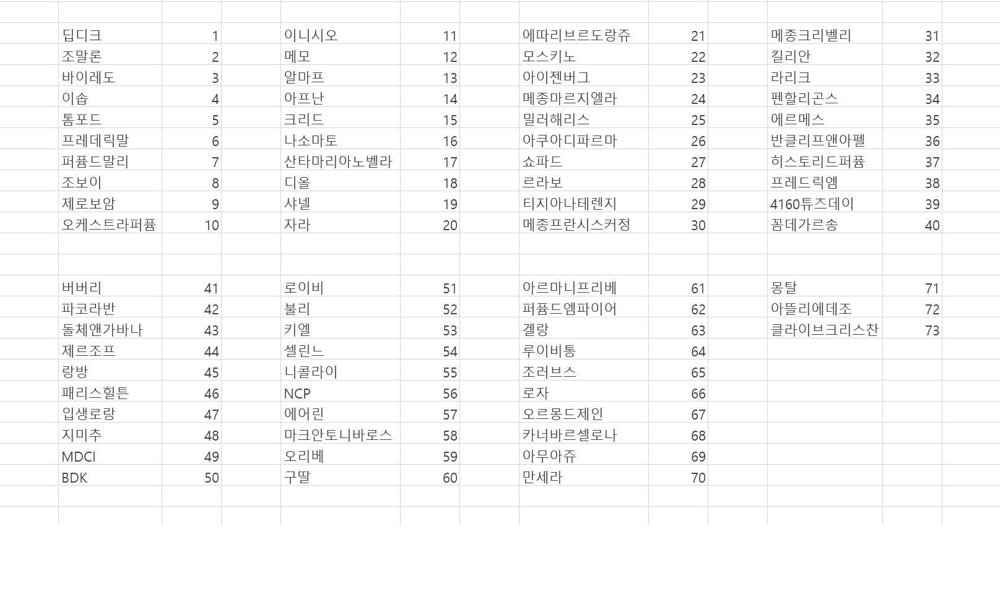 딥디크 1 이니시오 11 에따리브르도랑쥬 21 메종크리벨리 31
조말론 2 메모 12 모스키노 22 킬리안 32
바이레도 3 알마프 13 아이젠버그 23 라리크 33
이솝 4 아프난 14 메종마르지엘라 24 펜할리곤스 34
톰포드 5 크리드 15 밀러해리스 25 에르메스 35
프레데릭말 6 나소마토 16 아쿠아디파르마 26 반클리프앤아펠 36
퍼퓸드말리 7 산타마리아노벨라 17 쇼파드 27 히스토리드퍼퓸 37
조보이 8 디올 18 르라보 28 프레드릭엠 38
제로보암 9 샤넬 19 티지아나테렌지 29 4160튜즈데이 39
오케스트라퍼퓸 10 자라 20 메종프란시스커정 30 꼼데가르송 40
버버리 41 로이비 51 아르마니프리베 61 몽탈 71
파코라반 42 불리 52 퍼퓸드엠파이어 62 아뜰리에데조 72
돌체앤가바나 43 키엘 53 겔랑 63 클라이브크리스찬 73
제르조프 44 셀린느 54 루이비통 64
랑방 45 니콜라이 55 조러브스 65
패리스힐튼 46 NCP 56 로자 66
입생로랑 47 에어린 57 오르몽드제인 67
지미추 48 마크안토니바로스 58 카너바르셀로나 68
MDCI 49 오리베 59 아무아쥬 69
BDK 50 구딸 60 만세라 70